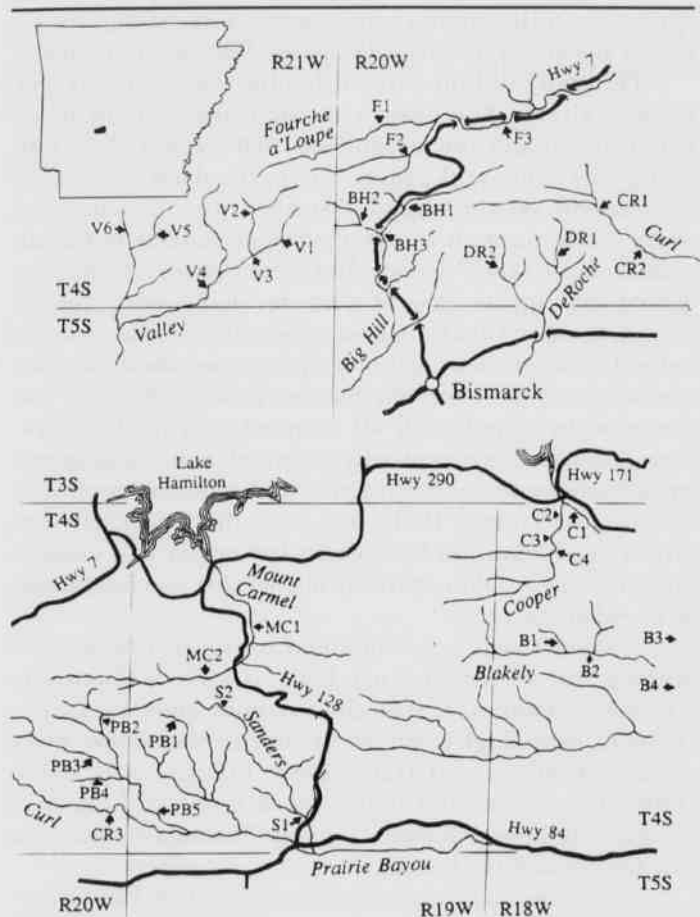 R21W
R20W
Hwy 7
F1
Fourche
a'Loupe
F2
F3
BH2
V2
BH1
CR1
V6
V5
V1
BH3
DR1
Curl
DR2
V3
CR2
V4
T4S
DeRoche
T5S
Valley
Big Hill
Bismarck
Lake
Hamilton
T3S
Hwy 290
Hwy 171
T4S
C2
C1
C3
Hwy 7
Mount
Carmel
C4
Cooper
MC1
B1
B3
MC2
Blakely
B2
B4
S2
Hwy 128
PB2
PB1
Sanders
PB3
PB4
PB5
Curl
CR3
S1
T4S
Hwy 84
Prairie Bayou
T5S
R20W
R19W
R18W